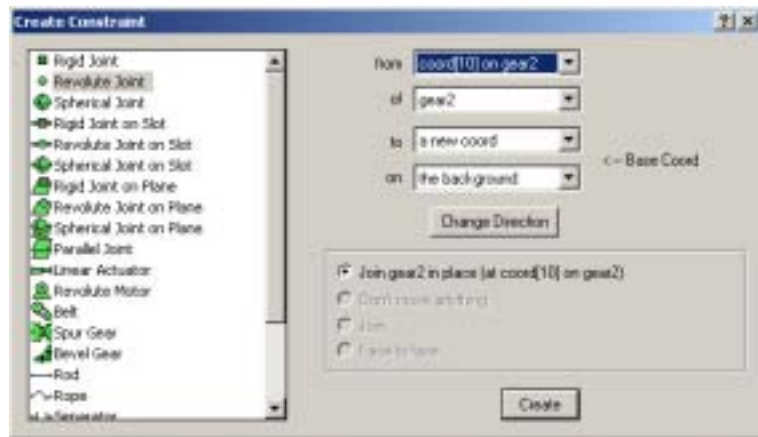 Create Constraint
Rigid Joint
Revolute Joint
Spherical Joint
Rigid Joint on Slot
Revolute Joint on Slot
Spherical Joint on Slot
Rigid Joint on Plane
Revolute Joint on Plane
Spherical Joint on Plane
Parallel Joint
Linear Actuator
Revolute Motor
Belt
Spur Gear
Bevel Gear
Rod
Rope
Separator
from coord[10] on gear2
of gear2
to a new coord
on the background
<-- Base Coord
Change Direction
Join gear2 in place (at coord[10] on gear2)
Don't move anything
Join
Create